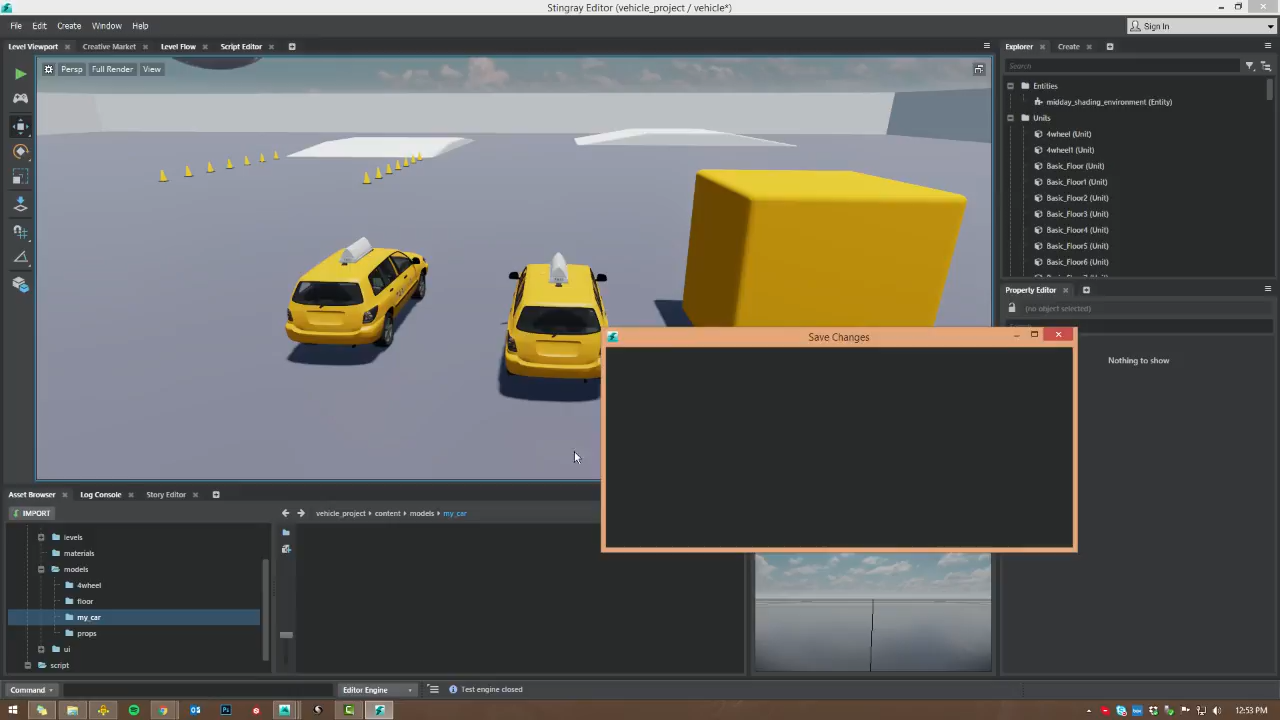 Stingray Editor (vehicle_project / vehicle*)
File Edit Create Window Help
Sign In
Level Viewport Creative Market Level Flow Script Editor
Explorer Create
Persp Full Render View
Search
Entities
midday_shading_environment (Entity)
Units
4wheel (Unit)
4wheel1 (Unit)
Basic_Floor (Unit)
Basic_Floor1 (Unit)
Basic_Floor2 (Unit)
Basic_Floor3 (Unit)
Basic_Floor4 (Unit)
Basic_Floor5 (Unit)
Basic_Floor6 (Unit)
Property Editor
(no object selected)
Save Changes
Nothing to show
Asset Browser Log Console Story Editor
IMPORT
vehicle_project content models my_car
levels
materials
models
4wheel
floor
my_car
props
ui
script
Command Editor Engine Test engine closed
12:53 PM